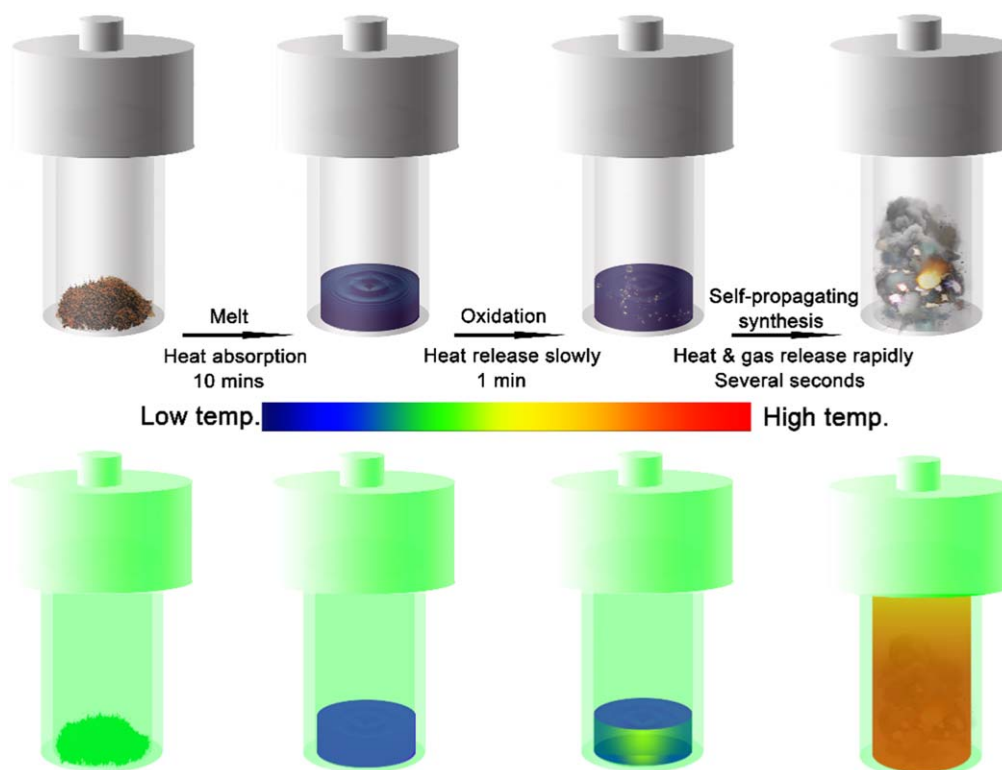 Melt
Heat absorption
10 mins
Oxidation
Heat release slowly
1 min
Self-propagating
synthesis
Heat & gas release rapidly
Several seconds
Low temp.
High temp.